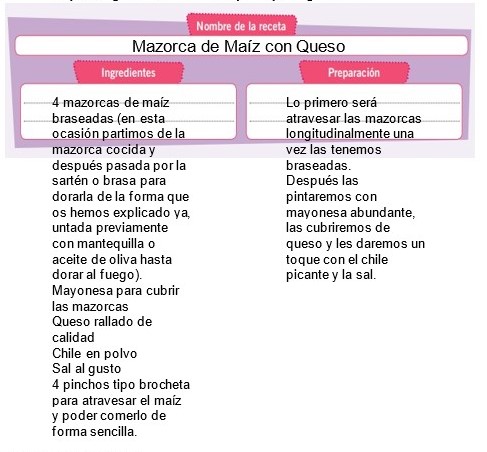 Nombre de la receta
Mazorca de Maíz con Queso
Ingredientes
4 mazorcas de maíz
braseadas (en esta
ocasión partimos de la
mazorca cocida y
después pasada por la
sartén o brasa para
dorarla de la forma que
os hemos explicado ya,
untada previamente
con mantequilla o
aceite de oliva hasta
dorar al fuego).
Mayonesa para cubrir
las mazorcas
Queso rallado de
calidad
Chile en polvo
Sal al gusto
4 pinchos tipo brocheta
para atravesar el maíz
y poder comerlo de
forma sencilla.
Preparación
Lo primero será
atravesar las mazorcas
longitudinalmente una
vez las tenemos
braseadas.
Después las
pintaremos con
mayonesa abundante,
las cubriremos de
queso y les daremos un
toque con el chile
picante y la sal.